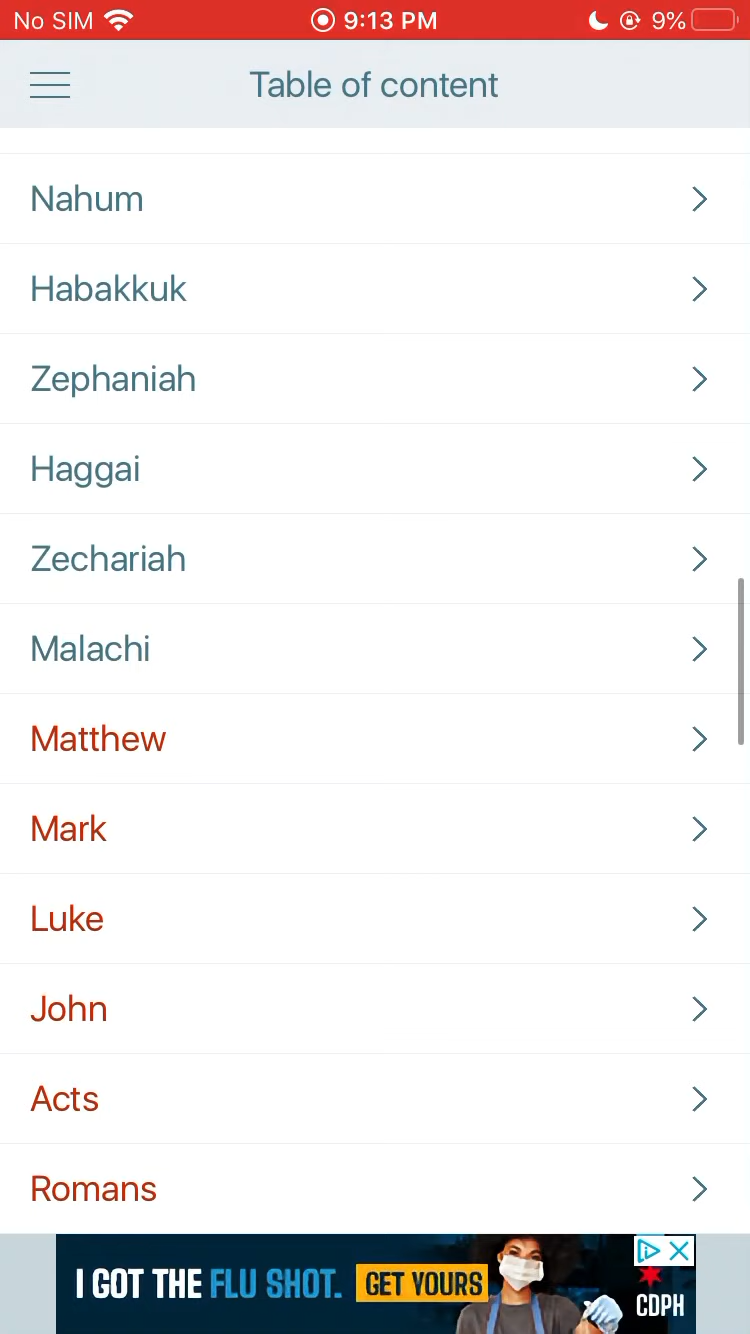 No SIM 9:13 PM 9%
Table of content
Nahum
Habakkuk
Zephaniah
Haggai
Zechariah
Malachi
Matthew
Mark
Luke
John
Acts
Romans
I GOT THE FLU SHOT. GET YOURS
CDPH